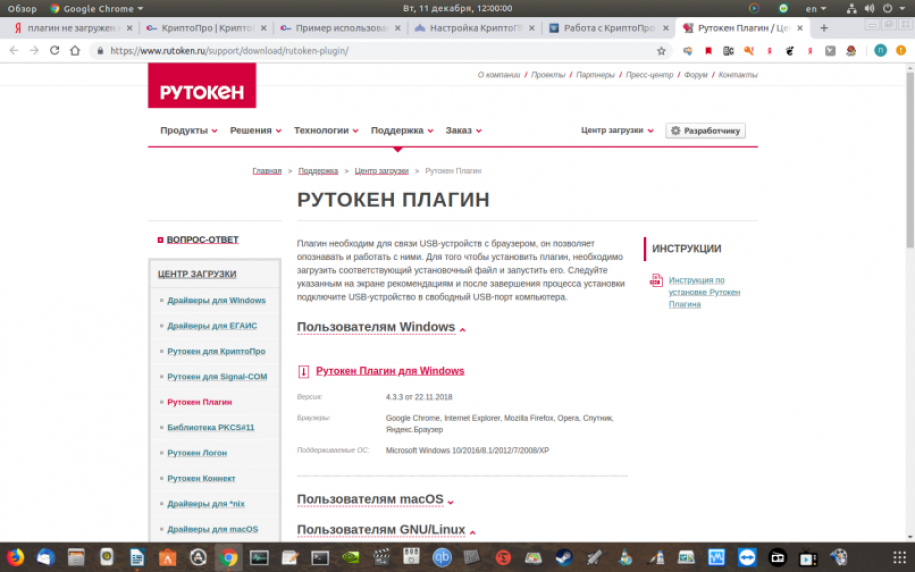 Обзор
Google Chrome
Вт, 11 декабря, 12:00:00
en
плагин не загружен
КриптоПро | Крипто
Пример использова
Настройка КриптоП
Работа с КриптоПро
Рутокен Плагин / Це
https://www.rutoken.ru/support/download/rutoken-plugin/
РУТОКЕН
О компании / Проекты / Партнеры / Пресс-центр / Форум / Контакты
Продукты Решения Технологии Поддержка Заказ Центр загрузки Разработчику
Главная > Поддержка > Центр загрузки > Рутокен Плагин
РУТОКЕН ПЛАГИН
ВОПРОС-ОТВЕТ
ЦЕНТР ЗАГРУЗКИ
Драйверы для Windows
Драйверы для ЕГАИС
Рутокен для КриптоПро
Рутокен для Signal-COM
Рутокен Плагин
Библиотека PKCS#11
Рутокен Логон
Рутокен Коннект
Драйверы для *nix
Драйверы для macOS
Плагин необходим для связи USB-устройств с браузером, он позволяет
опознавать и работать с ними. Для того чтобы установить плагин, необходимо
загрузить соответствующий установочный файл и запустить его. Следуйте
указанным на экране рекомендациям и после завершения процесса установки
подключите USB-устройство в свободный USB-порт компьютера.
Пользователям Windows
Рутокен Плагин для Windows
Версия: 4.3.3 от 22.11.2018
Браузеры: Google Chrome, Internet Explorer, Mozilla Firefox, Opera, Спутник,
Яндекс.Браузер
Поддерживаемые ОС: Microsoft Windows 10/2016/8.1/2012/7/2008/XP
Пользователям macOS
Пользователям GNU/Linux
ИНСТРУКЦИИ
Инструкция по
установке Рутокен
Плагина